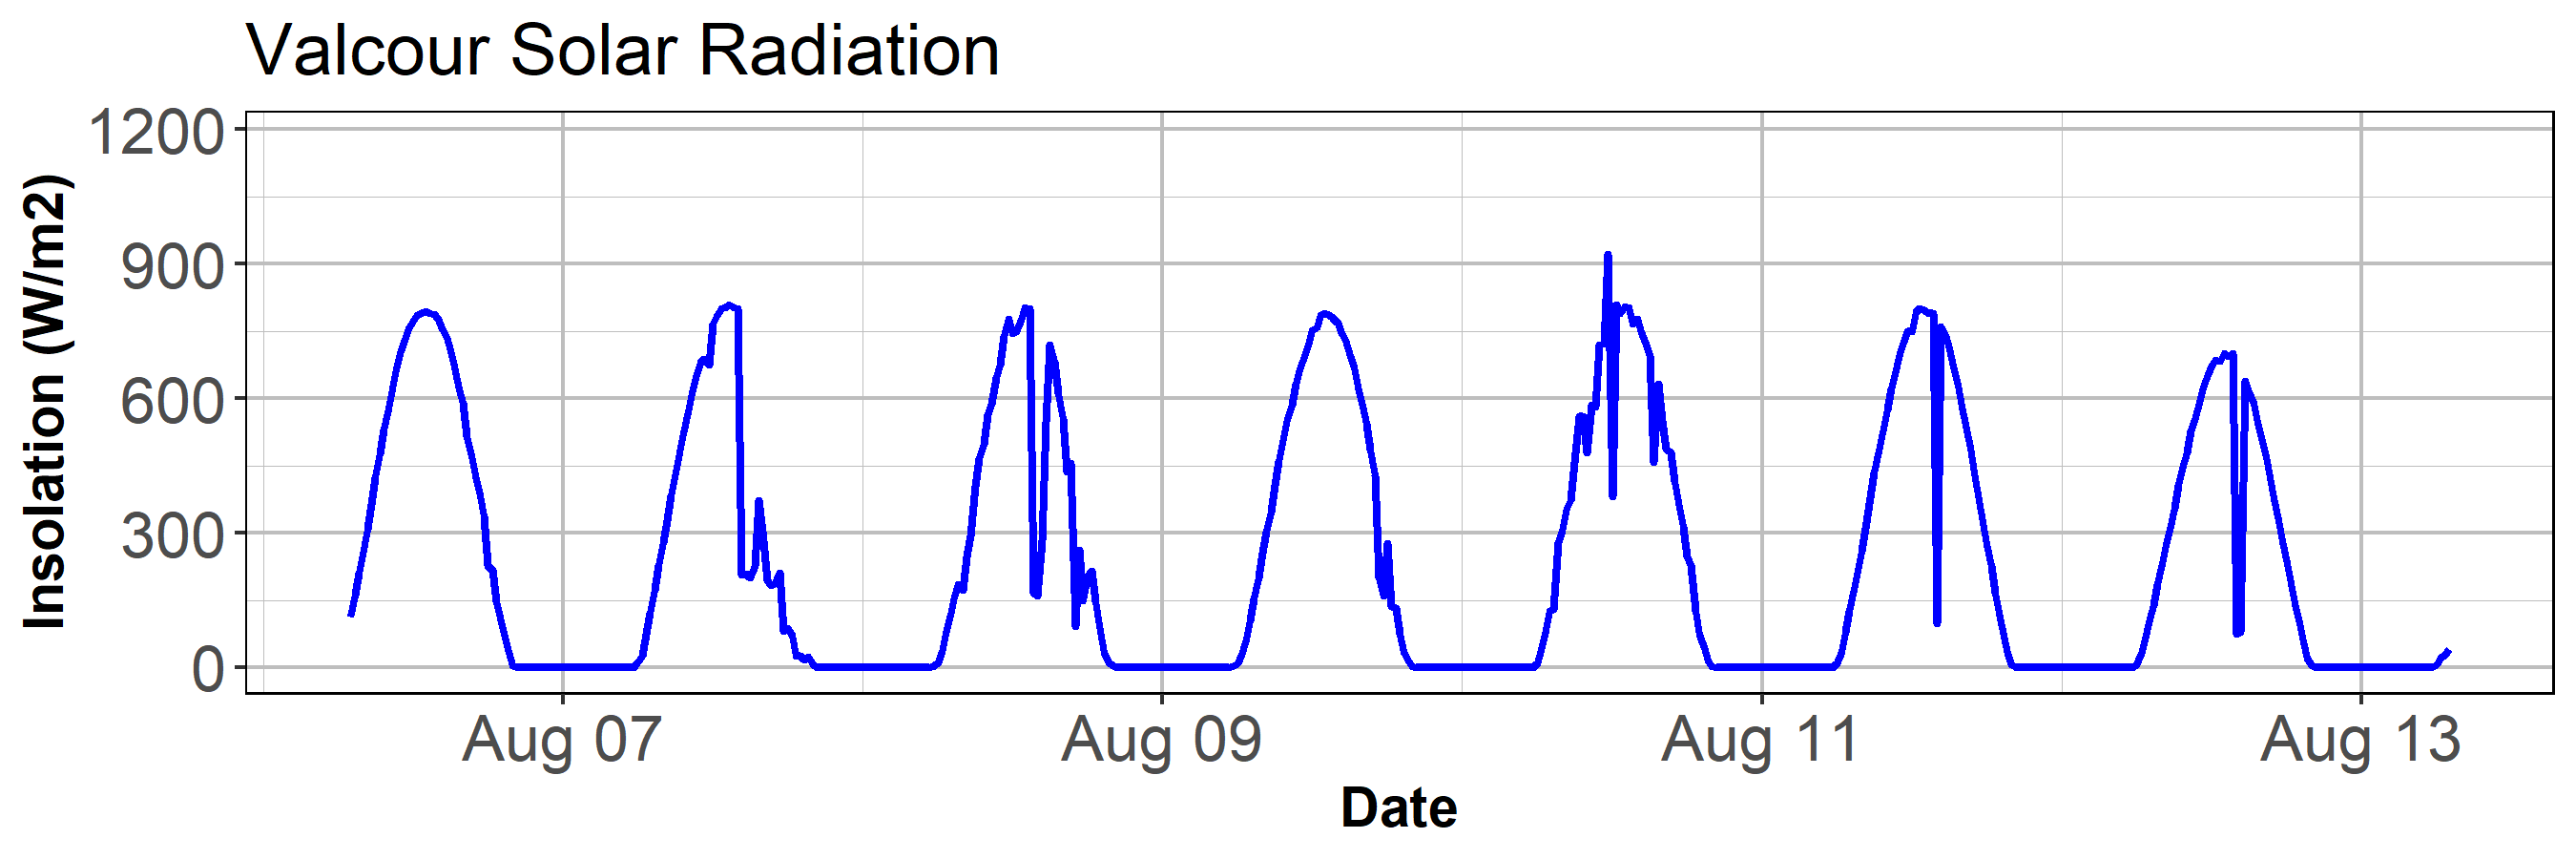 Valcour Solar Radiation
Insolation (W/m2)
1200
900
600
300
0
Aug 07
Aug 09
Aug 11
Aug 13
Date